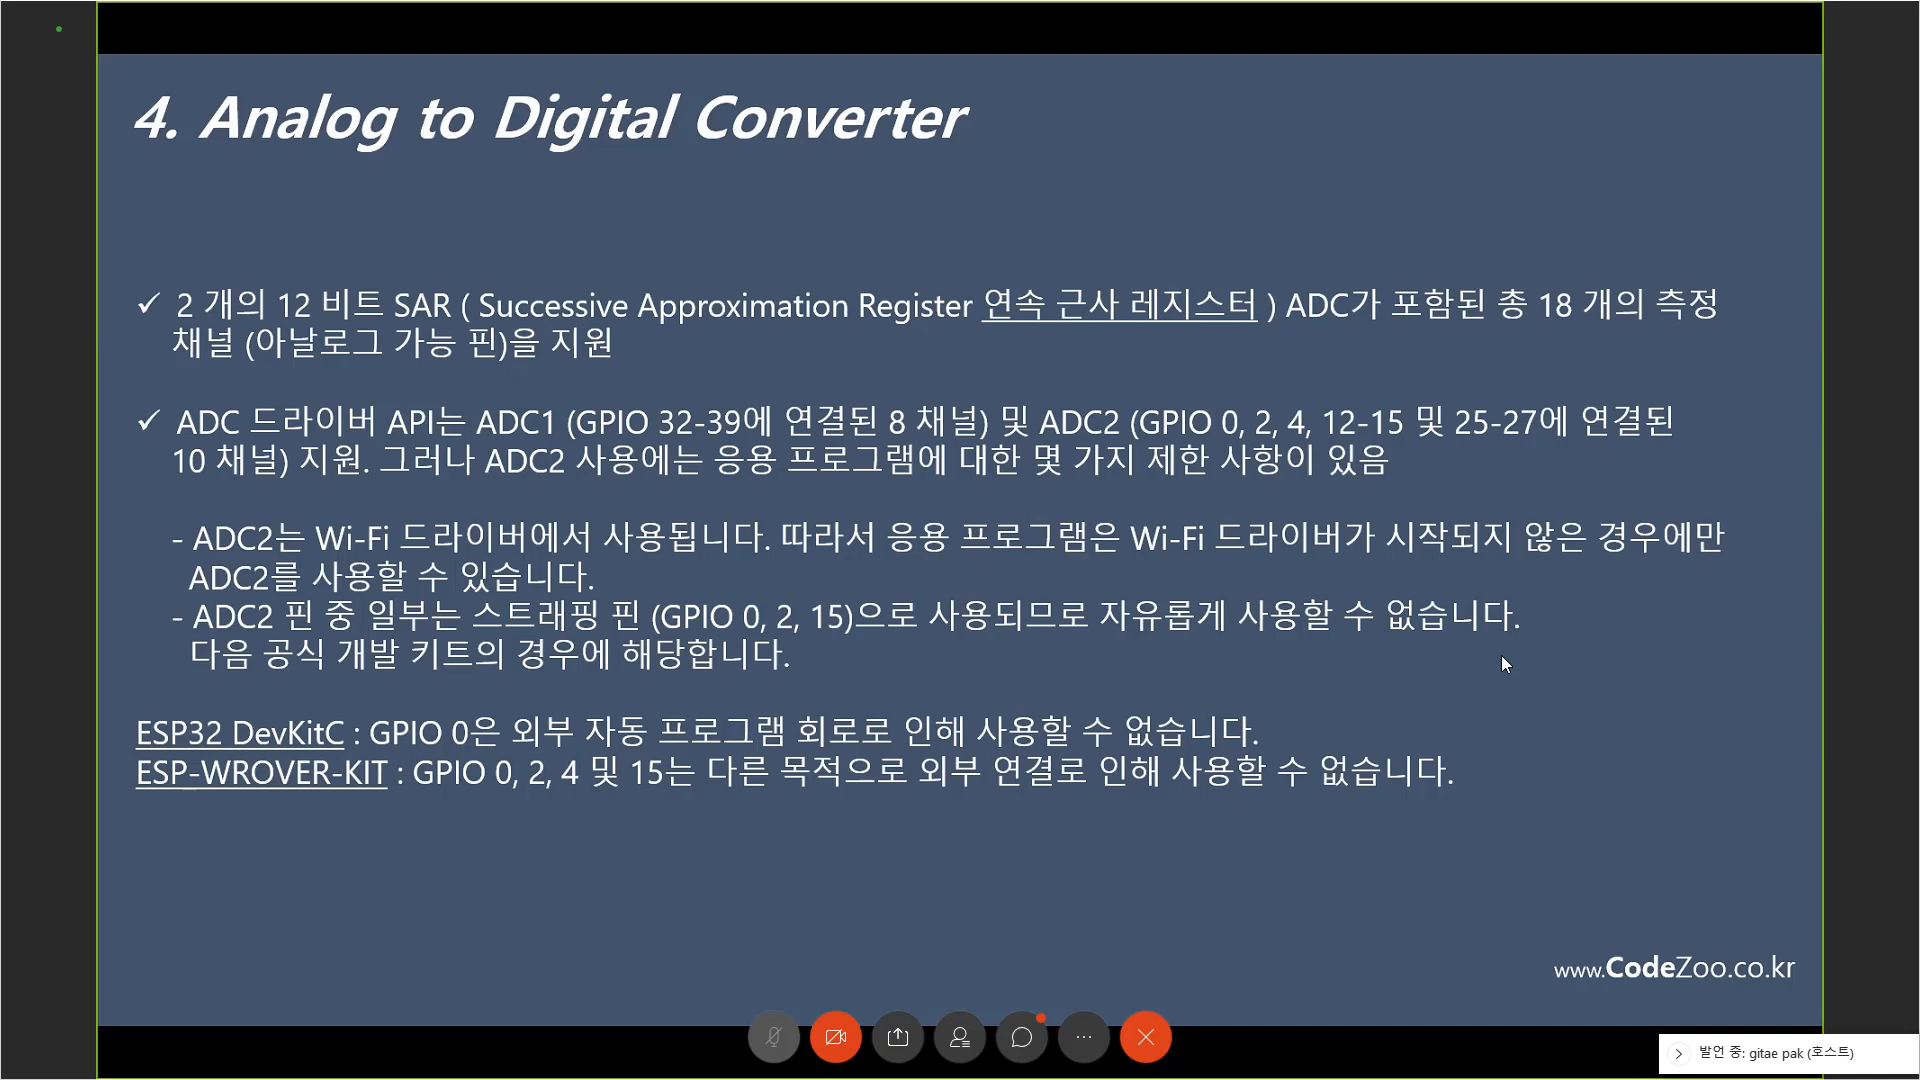 4. Analog to Digital Converter
✓ 2 개의 12 비트 SAR ( Successive Approximation Register 연속 근사 레지스터 ) ADC가 포함된 총 18 개의 측정
채널 (아날로그 가능 핀)을 지원
✓ ADC 드라이버 API는 ADC1 (GPIO 32-39에 연결된 8 채널) 및 ADC2 (GPIO 0, 2, 4, 12-15 및 25-27에 연결된
10 채널) 지원. 그러나 ADC2 사용에는 응용 프로그램에 대한 몇 가지 제한 사항이 있음
- ADC2는 Wi-Fi 드라이버에서 사용됩니다. 따라서 응용 프로그램은 Wi-Fi 드라이버가 시작되지 않은 경우에만
ADC2를 사용할 수 있습니다.
- ADC2 핀 중 일부는 스트래핑 핀 (GPIO 0, 2, 15)으로 사용되므로 자유롭게 사용할 수 없습니다.
다음 공식 개발 키트의 경우에 해당합니다.
ESP32 DevKitC : GPIO 0은 외부 자동 프로그램 회로로 인해 사용할 수 없습니다.
ESP-WROVER-KIT : GPIO 0, 2, 4 및 15는 다른 목적으로 외부 연결로 인해 사용할 수 없습니다.
www.CodeZoo.co.kr
발언 중: gitae pak (호스트)